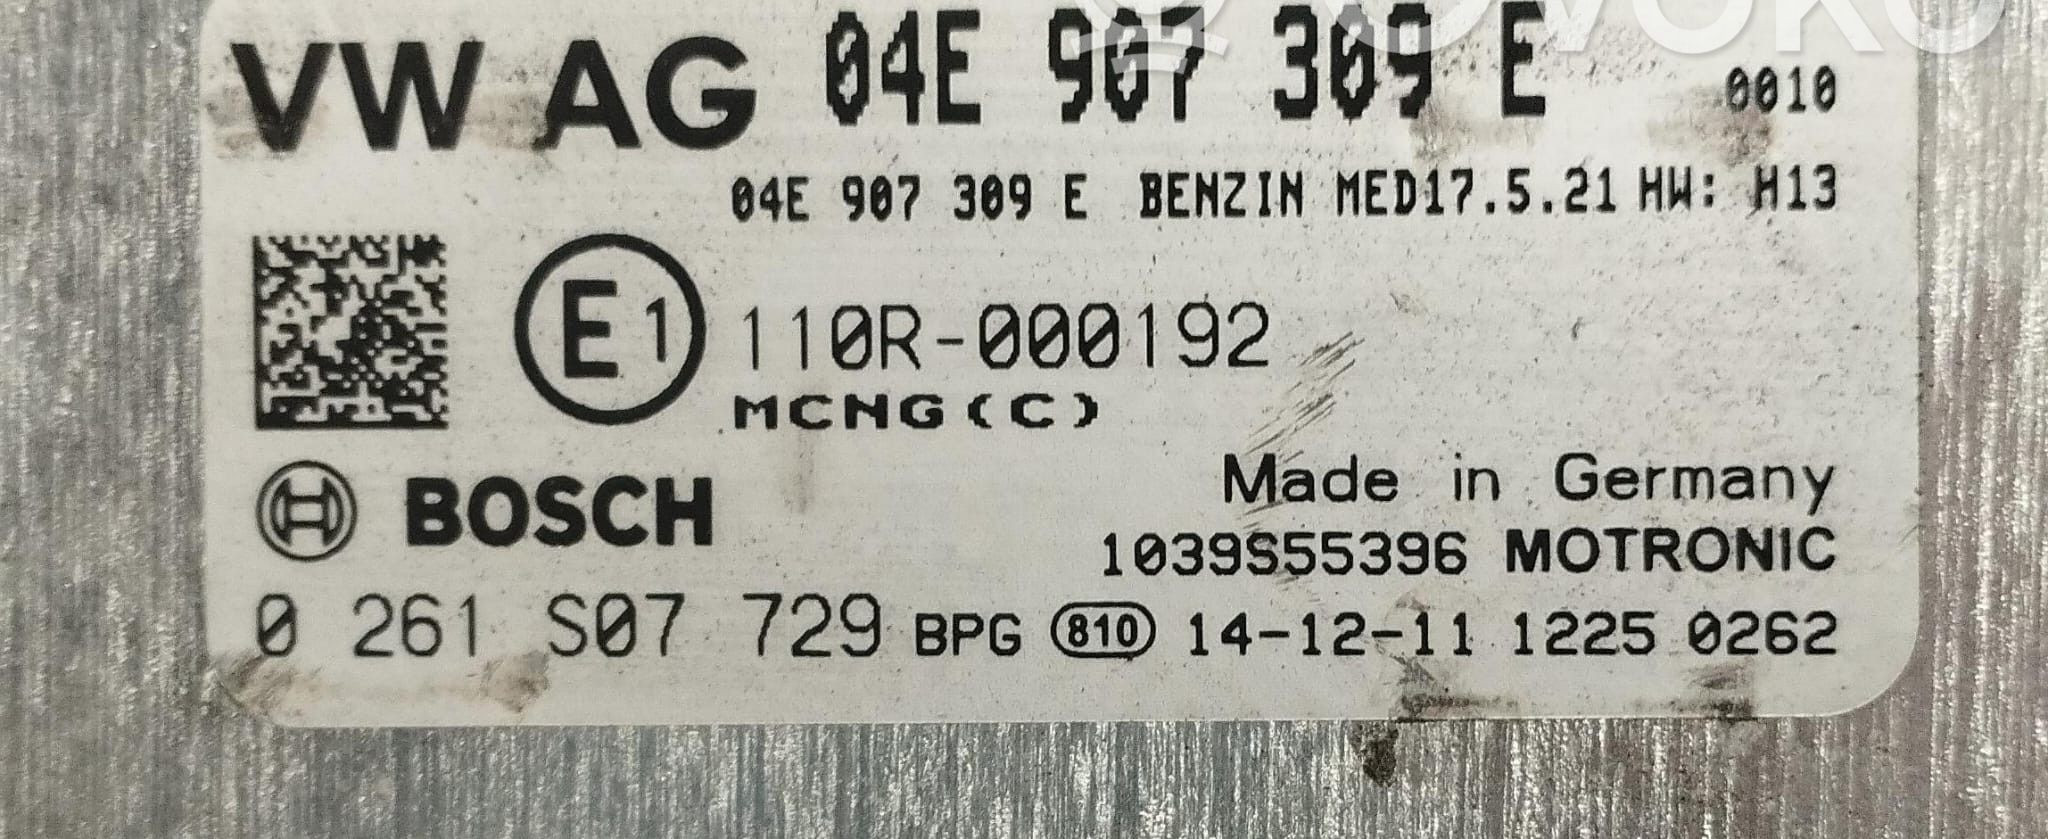 OVOKO
VW AG 04E 907 309 E 0010
04E 907 309 E BENZIN MED17.5.21 HW: H13
E1 110R-000192
MCNG(C)
BOSCH
Made in Germany
1039S55396 MOTRONIC
0 261 S07 729 BPG 810 14-12-11 1225 0262